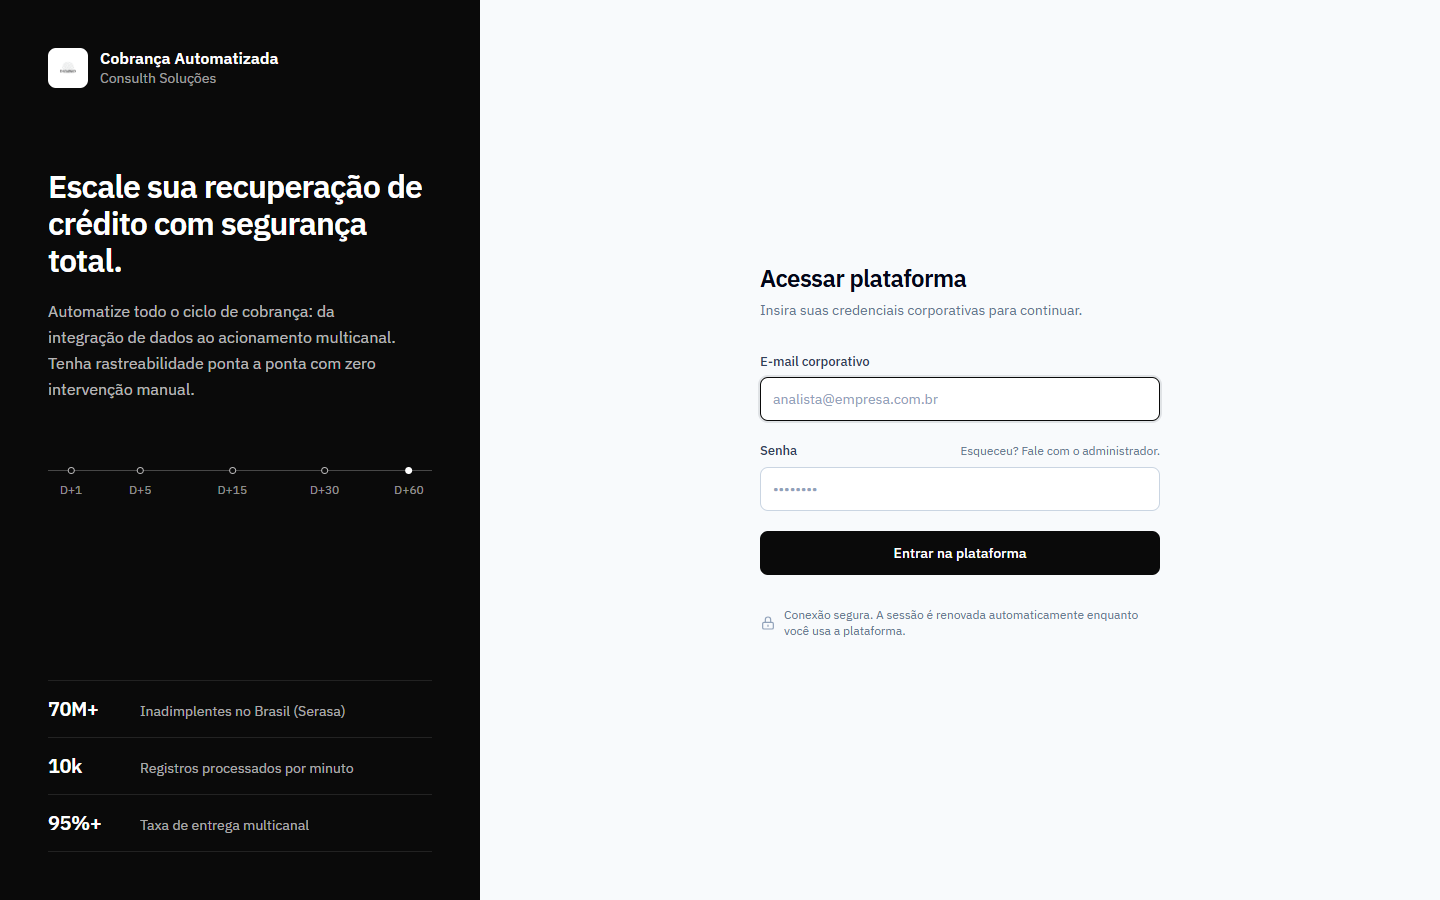 Cobrança Automatizada
Consulth Soluções
Escale sua recuperação de
crédito com segurança
total.
Automatize todo o ciclo de cobrança: da
integração de dados ao acionamento multicanal.
Tenha rastreabilidade ponta a ponta com zero
intervenção manual.
D+1 D+5 D+15 D+30 D+60
70M+ Inadimplentes no Brasil (Serasa)
10k Registros processados por minuto
95%+ Taxa de entrega multicanal
Acessar plataforma
Insira suas credenciais corporativas para continuar.
E-mail corporativo
analista@empresa.com.br
Senha Esqueceu? Fale com o administrador.
••••••••
Entrar na plataforma
Conexão segura. A sessão é renovada automaticamente enquanto
você usa a plataforma.